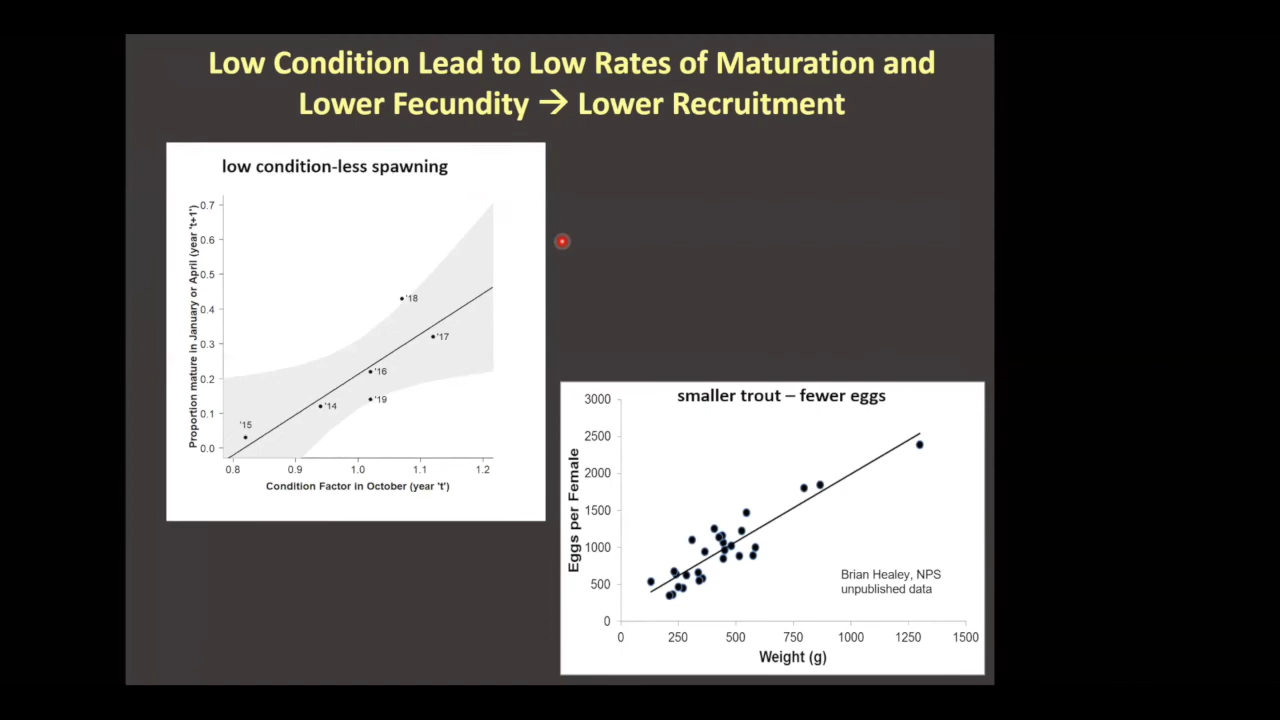 Low Condition Lead to Low Rates of Maturation and
Lower Fecundity → Lower Recruitment
low condition-less spawning
Proportion mature in January or April (year 't+1')
0.7
0.6
0.5
0.4
0.3
0.2
0.1
0.0
'18
'17
'16
'19
'14
'15
0.8 0.9 1.0 1.1 1.2
Condition Factor in October (year 't')
smaller trout – fewer eggs
Eggs per Female
3000
2500
2000
1500
1000
500
0
Brian Healey, NPS
unpublished data
0 250 500 750 1000 1250 1500
Weight (g)